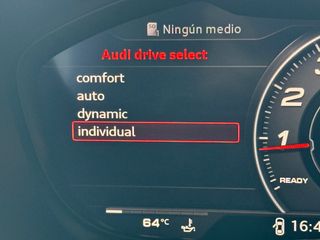 Ningún medio
Audi drive select
comfort
auto
dynamic
individual
2
1
READY
64°C
16:4